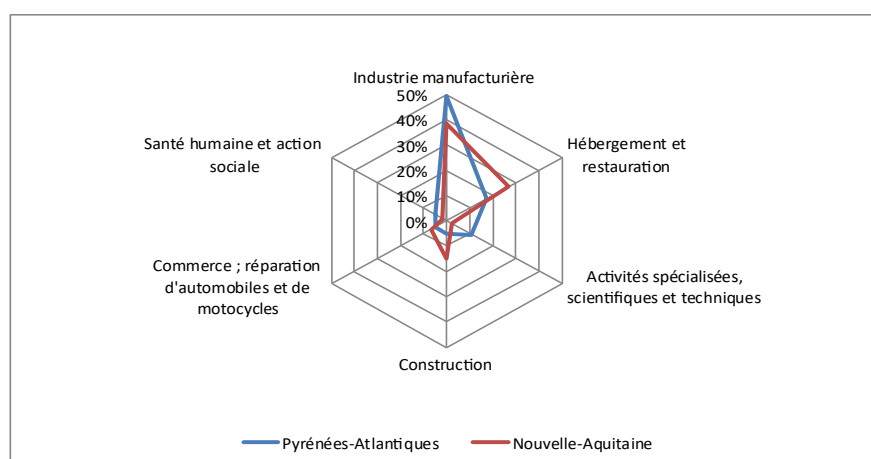 Industrie manufacturière
50%
40%
30%
20%
10%
0%
Hébergement et
restauration
Activités spécialisées,
scientifiques et techniques
Construction
Commerce ; réparation
d'automobiles et de
motocycles
Santé humaine et action
sociale
Pyrénées-Atlantiques
Nouvelle-Aquitaine